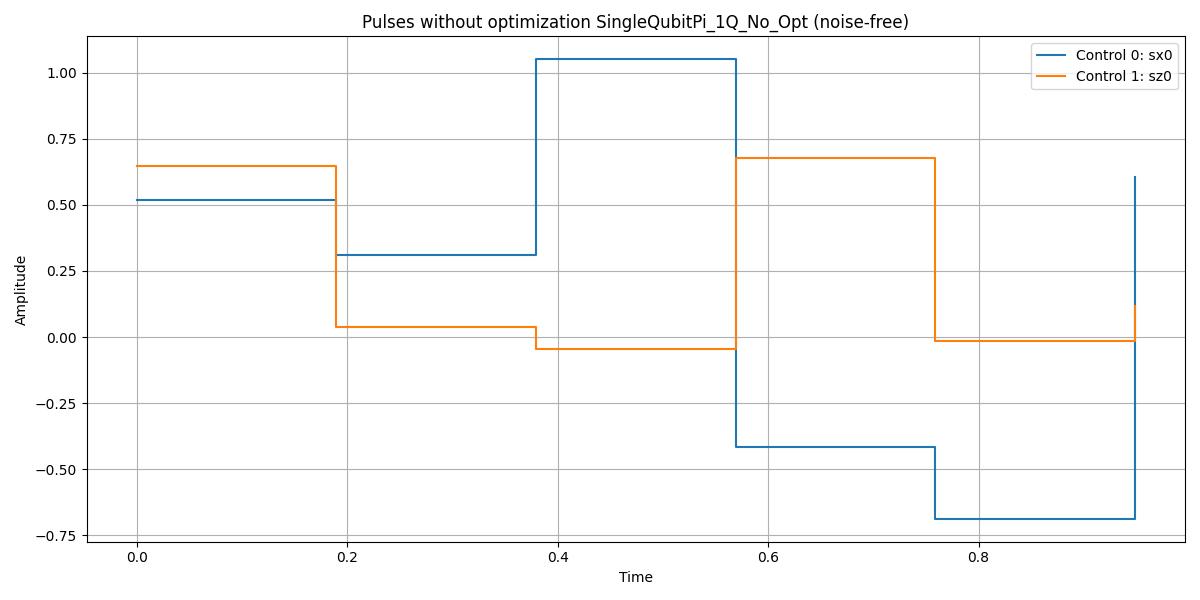 Pulses without optimization SingleQubitPi_1Q_No_Opt (noise-free)
Control 0: sx0
Control 1: sz0
Amplitude
1.00
0.75
0.50
0.25
0.00
−0.25
−0.50
−0.75
0.0
0.2
0.4
0.6
0.8
Time